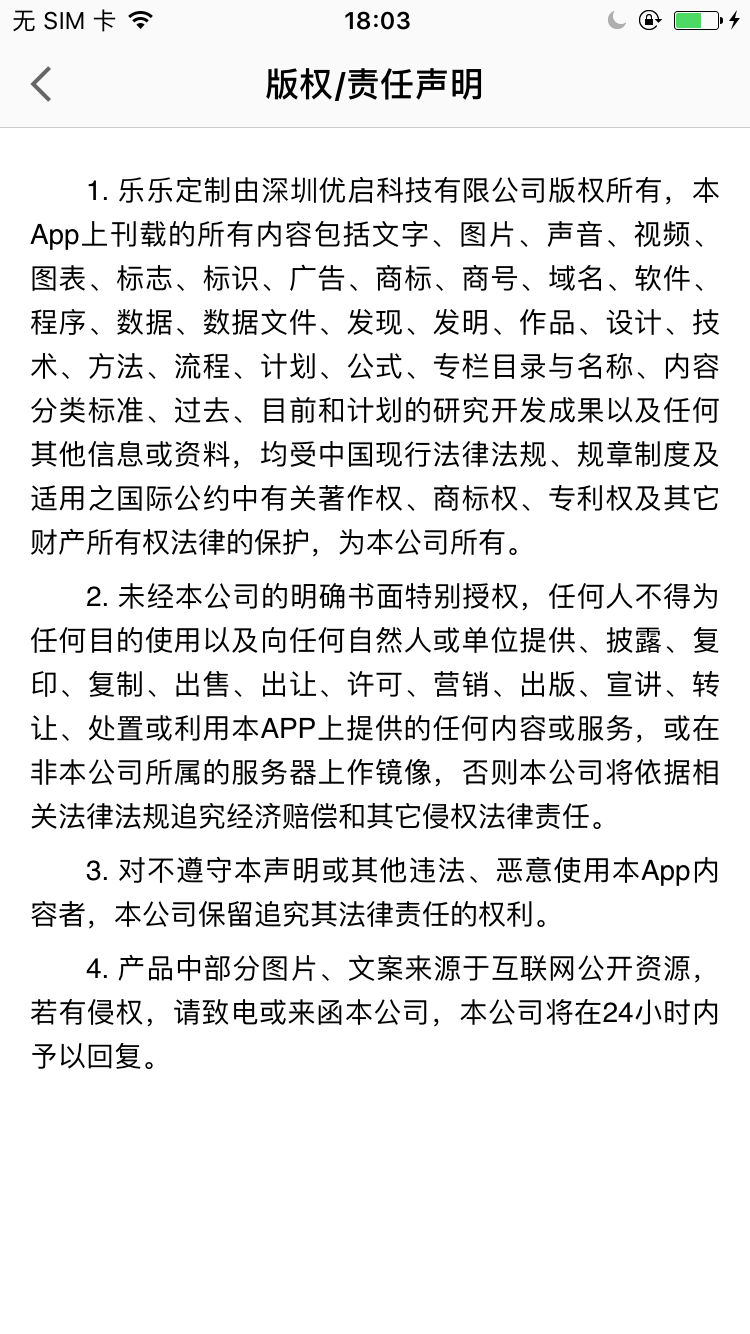 无 SIM 卡
18:03
版权/责任声明
1. 乐乐定制由深圳优启科技有限公司版权所有，本
App上刊载的所有内容包括文字、图片、声音、视频、
图表、标志、标识、广告、商标、商号、域名、软件、
程序、数据、数据文件、发现、发明、作品、设计、技
术、方法、流程、计划、公式、专栏目录与名称、内容
分类标准、过去、目前和计划的研究开发成果以及任何
其他信息或资料，均受中国现行法律法规、规章制度及
适用之国际公约中有关著作权、商标权、专利权及其它
财产所有权法律的保护，为本公司所有。
2. 未经本公司的明确书面特别授权，任何人不得为
任何目的使用以及向任何自然人或单位提供、披露、复
印、复制、出售、出让、许可、营销、出版、宣讲、转
让、处置或利用本APP上提供的任何内容或服务，或在
非本公司所属的服务器上作镜像，否则本公司将依据相
关法律法规追究经济赔偿和其它侵权法律责任。
3. 对不遵守本声明或其他违法、恶意使用本App内
容者，本公司保留追究其法律责任的权利。
4. 产品中部分图片、文案来源于互联网公开资源，
若有侵权，请致电或来函本公司，本公司将在24小时内
予以回复。